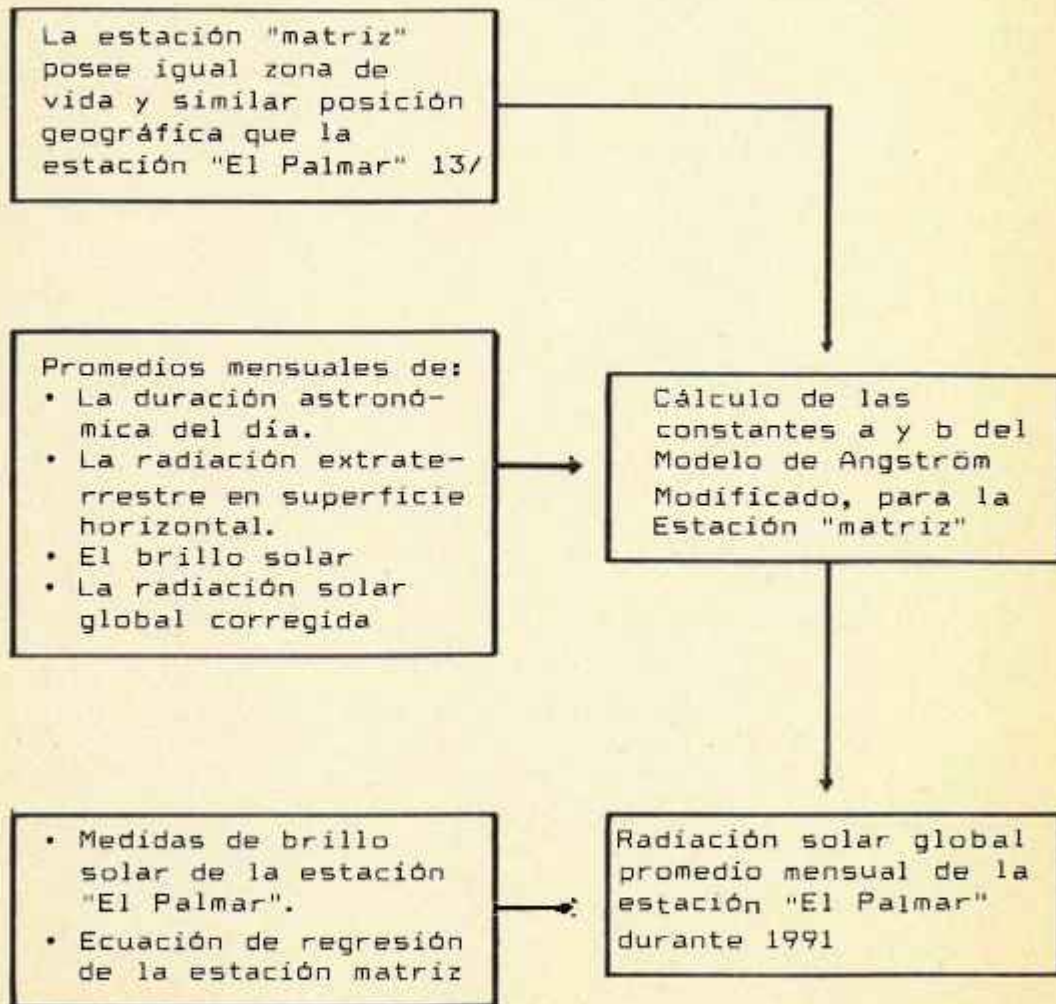 La estación "matriz"
posee igual zona de
vida y similar posición
geográfica que la
estación "El Palmar" 13/
Promedios mensuales de:
• La duración astronó-
mica del día.
• La radiación extrate-
rrestre en superficie
horizontal.
• El brillo solar
• La radiación solar
global corregida
Cálculo de las
constantes a y b del
Modelo de Angström
Modificado, para la
Estación "matriz"
• Medidas de brillo
solar de la estación
"El Palmar".
• Ecuación de regresión
de la estación matriz
Radiación solar global
promedio mensual de la
estación "El Palmar"
durante 1991